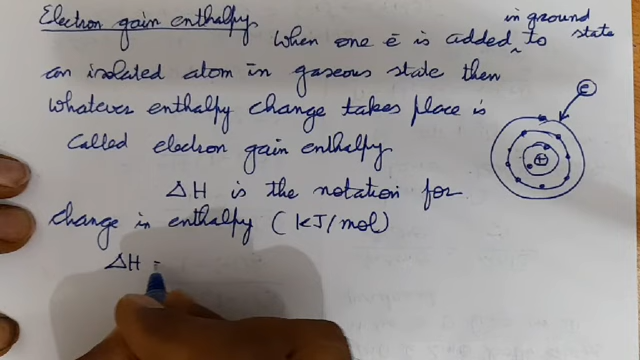 Electron gain enthalpy When one ē is added to in ground state
an isolated atom in gaseous state then
whatever enthalpy change takes place is
Called electron gain enthalpy
e
+
ΔH is the notation for
change in enthalpy (KJ/mol)
ΔH =